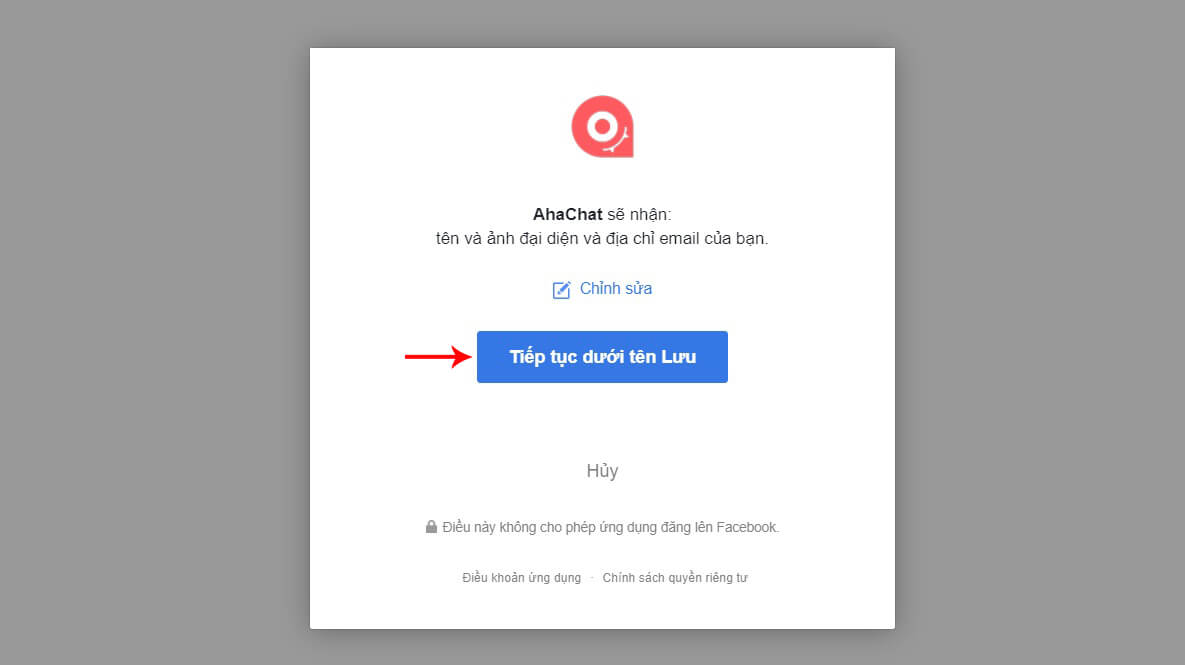 AhaChat sẽ nhận:
tên và ảnh đại diện và địa chỉ email của bạn.
Chỉnh sửa
Tiếp tục dưới tên Lưu
Hủy
Điều này không cho phép ứng dụng đăng lên Facebook.
Điều khoản ứng dụng · Chính sách quyền riêng tư